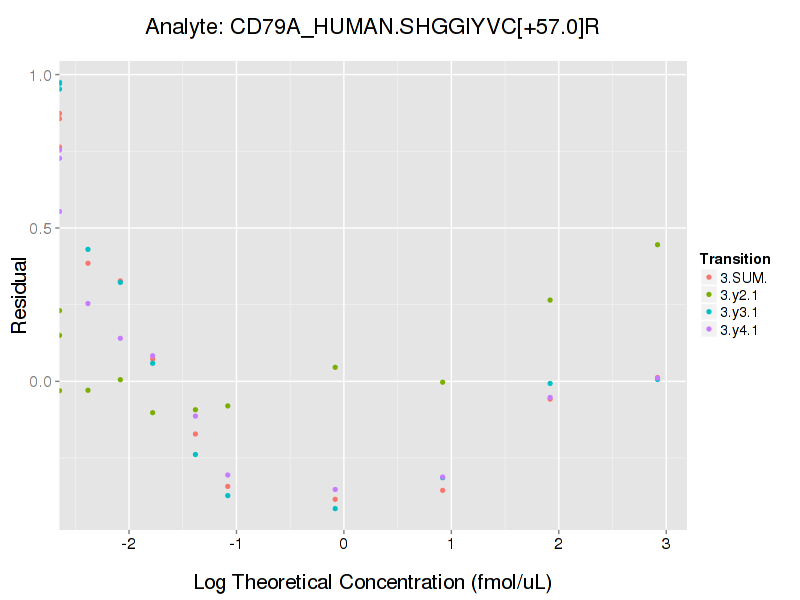 Analyte: CD79A_HUMAN.SHGGIYVC[+57.0]R
1.0
0.5
0.0
Residual
-2
-1
0
1
2
3
Log Theoretical Concentration (fmol/uL)
Transition
3.SUM.
3.y2.1
3.y3.1
3.y4.1